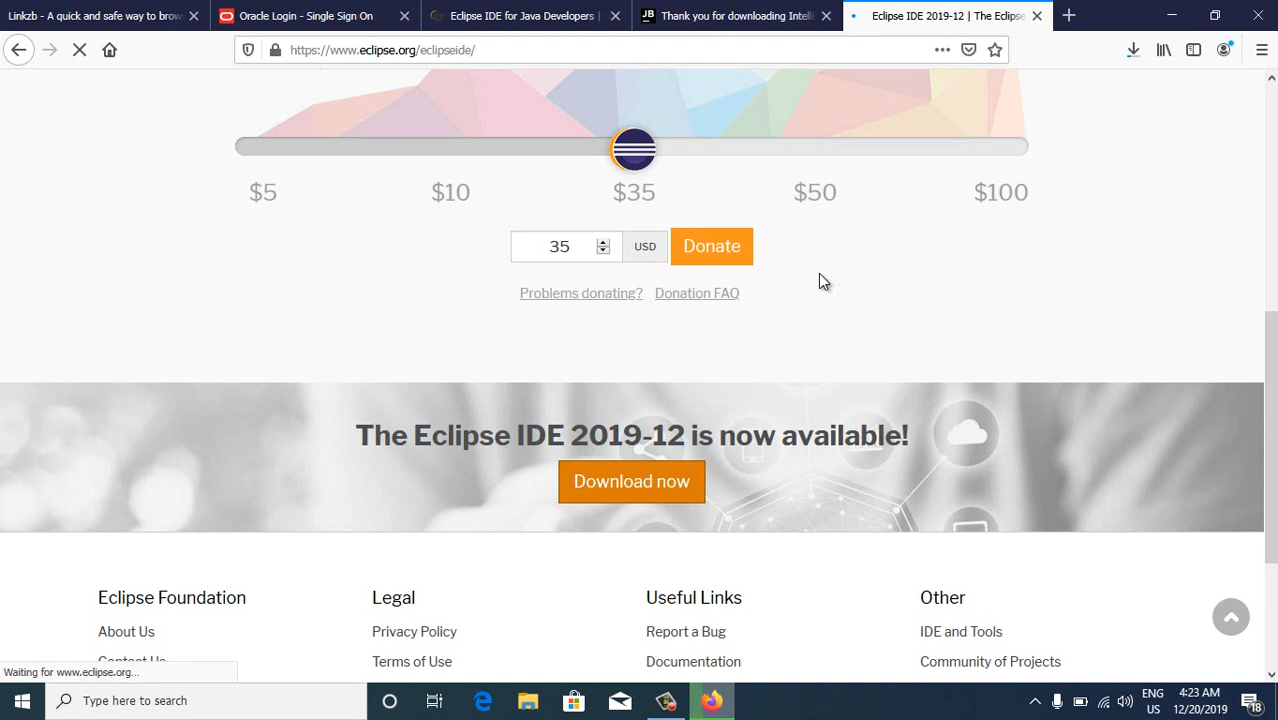 Linkzb - A quick and safe way to brow
Oracle Login - Single Sign On
Eclipse IDE for Java Developers |
JB Thank you for downloading Intelli
Eclipse IDE 2019-12 | The Eclipse
https://www.eclipse.org/eclipseide/
$5 $10 $35 $50 $100
35 USD Donate
Problems donating? Donation FAQ
The Eclipse IDE 2019-12 is now available!
Download now
Eclipse Foundation Legal Useful Links Other
About Us Privacy Policy Report a Bug IDE and Tools
Contact Us Terms of Use Documentation Community of Projects
Waiting for www.eclipse.org...
Type here to search
ENG 4:23 AM
US 12/20/2019
18